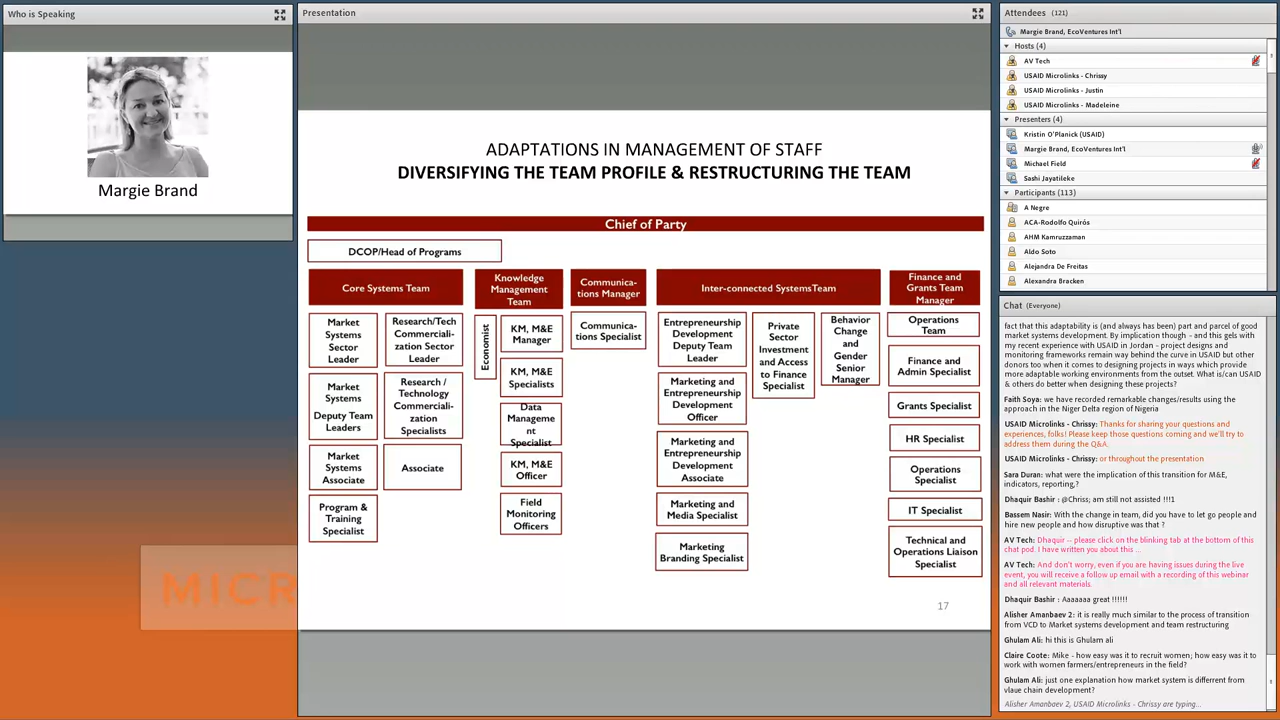 Who is Speaking
Margie Brand
MICR
Presentation
ADAPTATIONS IN MANAGEMENT OF STAFF
DIVERSIFYING THE TEAM PROFILE & RESTRUCTURING THE TEAM
Chief of Party
DCOP/Head of Programs
Core Systems Team
Market
Systems
Sector
Leader
Market
Systems
Deputy Team
Leaders
Market
Systems
Associate
Program &
Training
Specialist
Research/Tech
Commerciali-
zation Sector
Leader
Research /
Technology
Commerciali-
zation
Specialists
Associate
Knowledge
Management
Team
Economist
KM, M&E
Manager
KM, M&E
Specialists
Data
Manageme
nt
Specialist
KM, M&E
Officer
Field
Monitoring
Officers
Communica-
tions Manager
Communica-
tions Specialist
Inter-connected SystemsTeam
Entrepreneurship
Development
Deputy Team
Leader
Marketing and
Entrepreneurship
Development
Officer
Marketing and
Entrepreneurship
Development
Associate
Marketing and
Media Specialist
Marketing
Branding Specialist
Private
Sector
Investment
and Access
to Finance
Specialist
Behavior
Change
and
Gender
Senior
Manager
Finance and
Grants Team
Manager
Operations
Team
Finance and
Admin Specialist
Grants Specialist
HR Specialist
Operations
Specialist
IT Specialist
Technical and
Operations Liaison
Specialist
17
Attendees (121)
Margie Brand, EcoVentures Int'l
Hosts (4)
AV Tech
USAID Microlinks - Chrissy
USAID Microlinks - Justin
USAID Microlinks - Madeleine
Presenters (4)
Kristin O'Planick (USAID)
Margie Brand, EcoVentures Int'l
Michael Field
Sashi Jayatileke
Participants (113)
A Negre
ACA-Rodolfo Quirós
AHM Kamruzzaman
Aldo Soto
Alejandra De Freitas
Alexandra Bracken
Chat (Everyone)
fact that this adaptability is (and always has been) part and parcel of good
market systems development. By implication though - and this gels with
my recent experience with USAID in Jordan - project designs and
monitoring frameworks remain way behind the curve in USAID but other
donors too when it comes to designing projects in ways which provide
more adaptable working environments from the outset. What is/can USAID
& others do better when designing these projects?
Faith Soya: we have recorded remarkable changes/results using the
approach in the Niger Delta region of Nigeria
USAID Microlinks - Chrissy: Thanks for sharing your questions and
experiences, folks! Please keep those questions coming and we'll try to
address them during the Q&A.
USAID Microlinks - Chrissy: or throughout the presentation
Sara Duran: what were the implication of this transition for M&E,
indicators, reporting,?
Dhaquir Bashir : @Chriss; am still not assisted !!!1
Bassem Nasir: With the change in team, did you have to let go people and
hire new people and how disruptive was that ?
AV Tech: Dhaquir -- please click on the blinking tab at the bottom of this
chat pod. I have written you about this ...
AV Tech: And don't worry, even if you are having issues during the live
event, you will receive a follow up email with a recording of this webinar
and all relevant materials.
Dhaquir Bashir : Aaaaaaa great !!!!!!
Alisher Amanbaev 2: it is really much similar to the process of transition
from VCD to Market systems development and team restructuring
Ghulam Ali: hi this is Ghulam ali
Claire Coote: Mike - how easy was it to recruit women; how easy was it to
work with women farmers/entrepreneurs in the field?
Ghulam Ali: just one explanation how market system is differrent from
vlaue chain development?
Alisher Amanbaev 2, USAID Microlinks - Chrissy are typing...